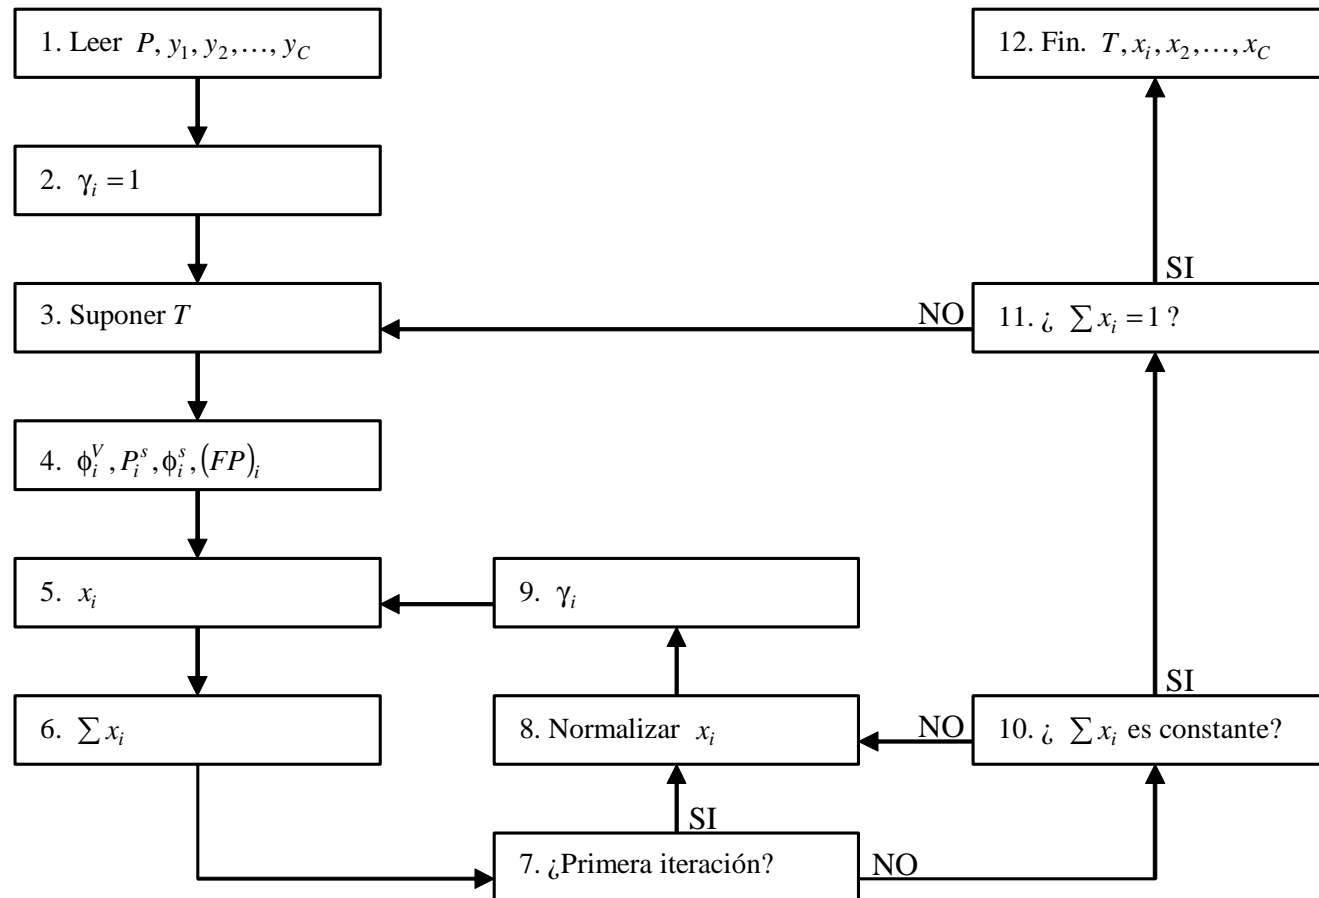 1. Leer P, y₁, y₂,…, y_C
12. Fin. T, x_i, x₂,…, x_C
2. γ_i = 1
SI
3. Suponer T
NO
11. ¿ ∑ x_i = 1 ?
4. ϕ_i^V, P_i^s, ϕ_i^s, (FP)_i
5. x_i
9. γ_i
SI
6. ∑ x_i
8. Normalizar x_i
NO
10. ¿ ∑ x_i es constante?
SI
7. ¿Primera iteración?
NO